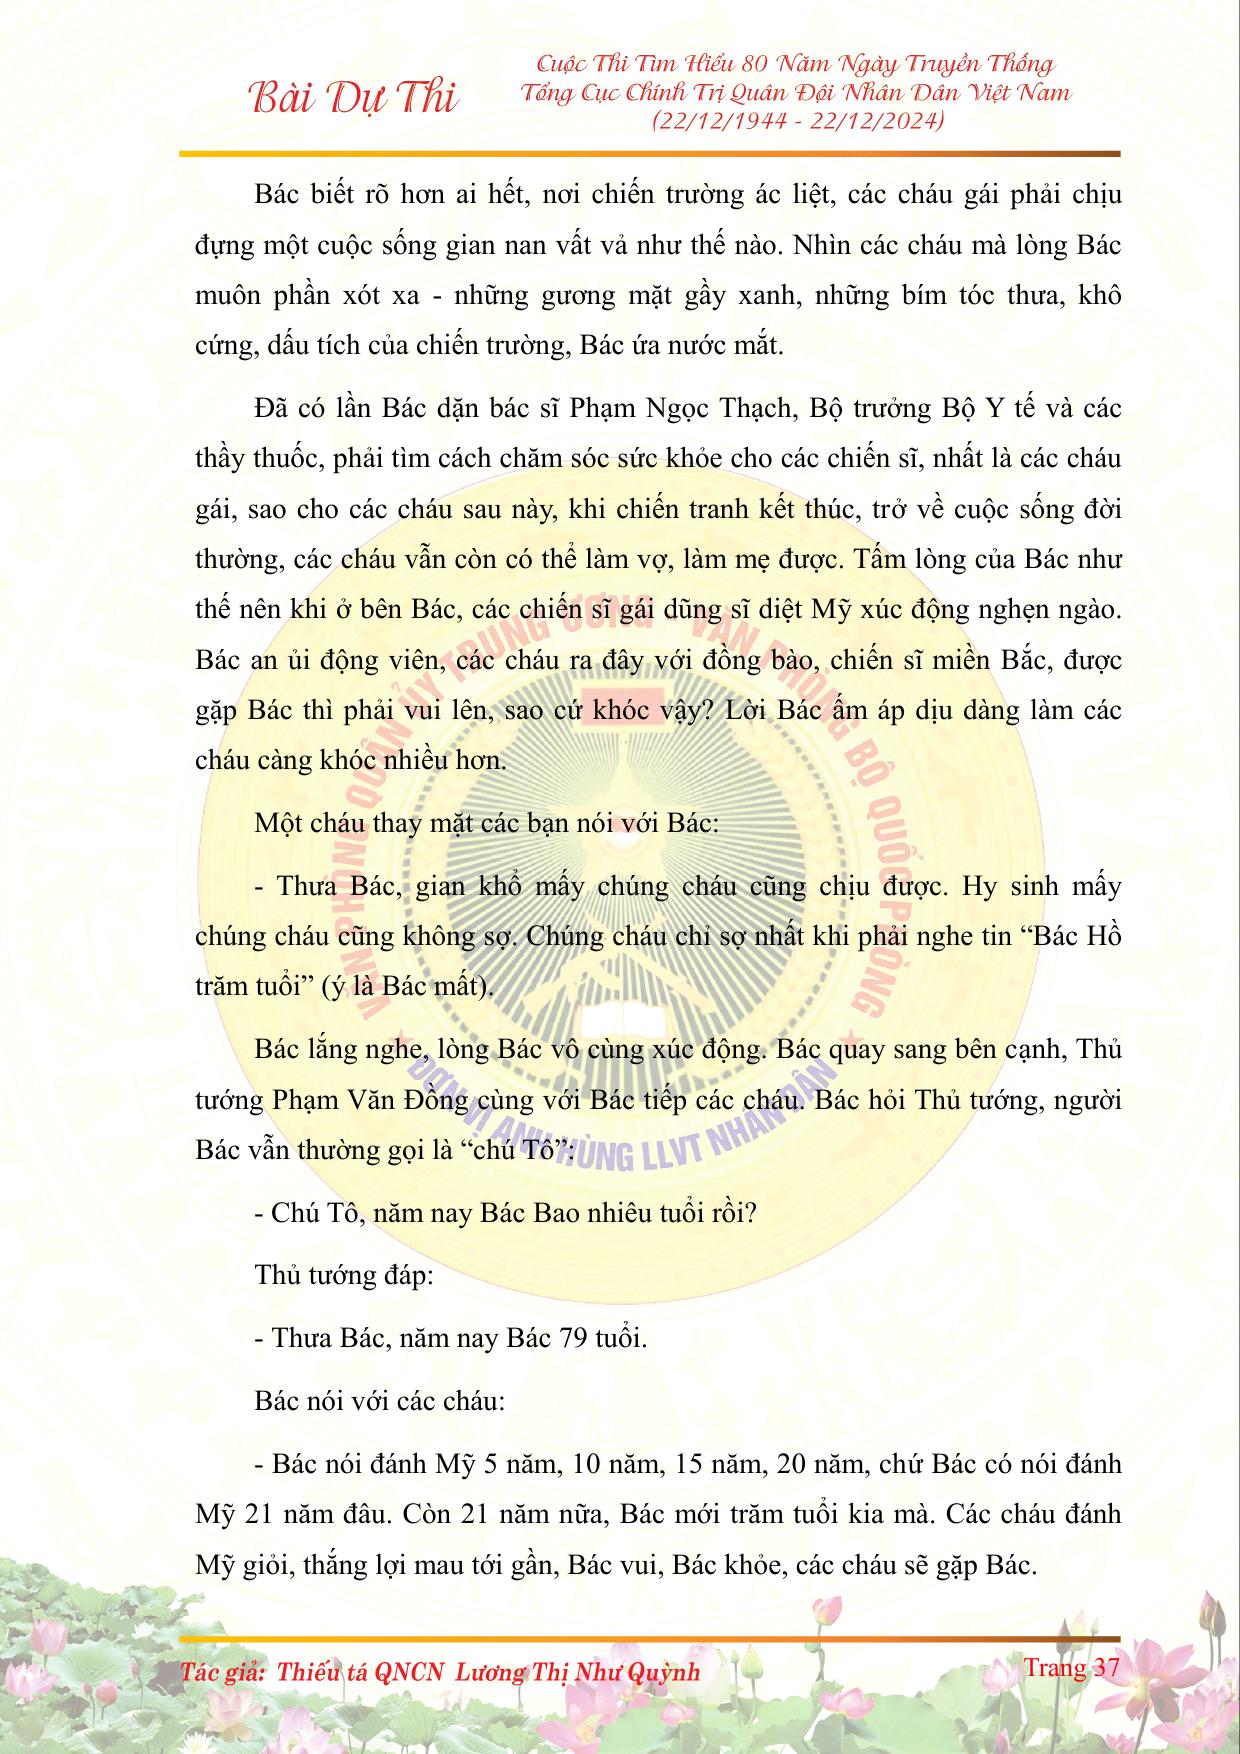 Bài Dự Thi
Cuộc Thi Tìm Hiểu 80 Năm Ngày Truyền Thống
Tổng Cục Chính Trị Quân Đội Nhân Dân Việt Nam
(22/12/1944 - 22/12/2024)
Bác biết rõ hơn ai hết, nơi chiến trường ác liệt, các cháu gái phải chịu
đựng một cuộc sống gian nan vất vả như thế nào. Nhìn các cháu mà lòng Bác
muôn phần xót xa - những gương mặt gầy xanh, những bím tóc thưa, khô
cứng, dấu tích của chiến trường, Bác ứa nước mắt.
Đã có lần Bác dặn bác sĩ Phạm Ngọc Thạch, Bộ trưởng Bộ Y tế và các
thầy thuốc, phải tìm cách chăm sóc sức khỏe cho các chiến sĩ, nhất là các cháu
gái, sao cho các cháu sau này, khi chiến tranh kết thúc, trở về cuộc sống đời
thường, các cháu vẫn còn có thể làm vợ, làm mẹ được. Tấm lòng của Bác như
thế nên khi ở bên Bác, các chiến sĩ gái dũng sĩ diệt Mỹ xúc động nghẹn ngào.
Bác an ủi động viên, các cháu ra đây với đồng bào, chiến sĩ miền Bắc, được
gặp Bác thì phải vui lên, sao cứ khóc vậy? Lời Bác ấm áp dịu dàng làm các
cháu càng khóc nhiều hơn.
Một cháu thay mặt các bạn nói với Bác:
- Thưa Bác, gian khổ mấy chúng cháu cũng chịu được. Hy sinh mấy
chúng cháu cũng không sợ. Chúng cháu chỉ sợ nhất khi phải nghe tin “Bác Hồ
trăm tuổi” (ý là Bác mất).
Bác lắng nghe, lòng Bác vô cùng xúc động. Bác quay sang bên cạnh, Thủ
tướng Phạm Văn Đồng cùng với Bác tiếp các cháu. Bác hỏi Thủ tướng, người
Bác vẫn thường gọi là “chú Tô”:
- Chú Tô, năm nay Bác Bao nhiêu tuổi rồi?
Thủ tướng đáp:
- Thưa Bác, năm nay Bác 79 tuổi.
Bác nói với các cháu:
- Bác nói đánh Mỹ 5 năm, 10 năm, 15 năm, 20 năm, chứ Bác có nói đánh
Mỹ 21 năm đâu. Còn 21 năm nữa, Bác mới trăm tuổi kia mà. Các cháu đánh
Mỹ giỏi, thắng lợi mau tới gần, Bác vui, Bác khỏe, các cháu sẽ gặp Bác.
VĂN PHÒNG QUÂN ỦY TRUNG ƯƠNG - VĂN PHÒNG BỘ QUỐC PHÒNG
ĐƠN VỊ ANH HÙNG LLVT NHÂN DÂN
Tác giả: Thiếu tá QNCN Lương Thị Như Quỳnh
Trang 37